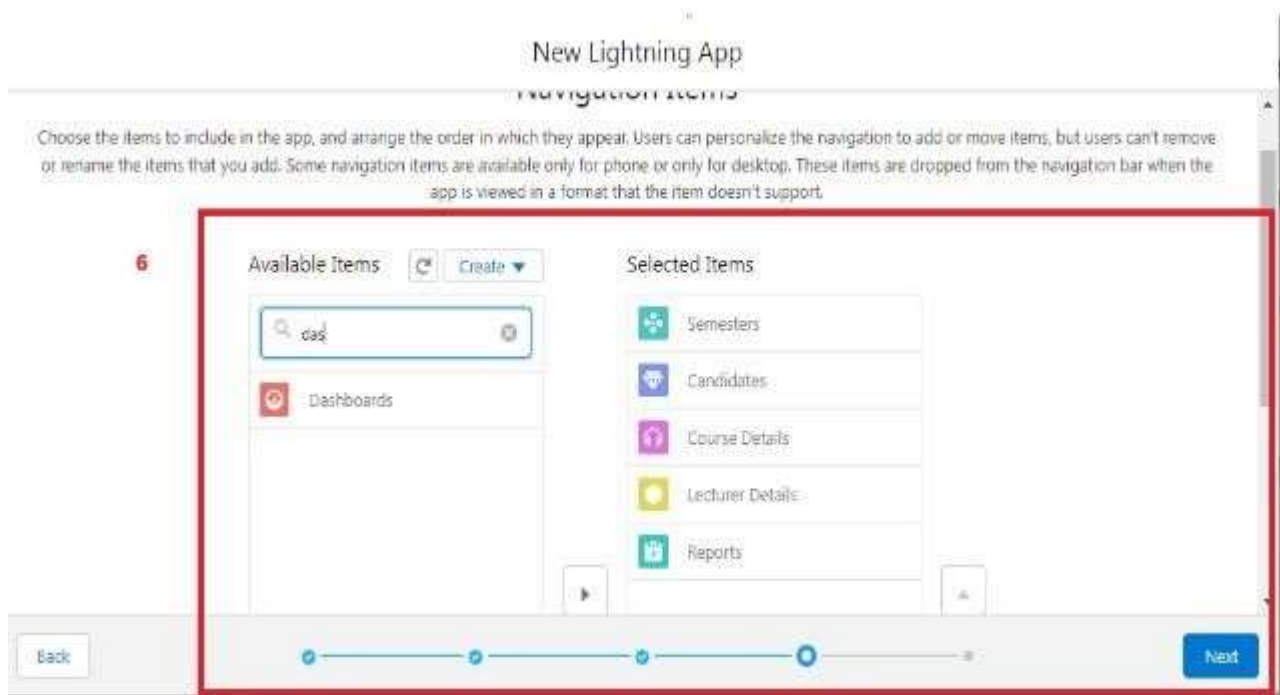 New Lightning App
Navigation Items
Choose the items to include in the app, and arrange the order in which they appear. Users can personalize the navigation to add or move items, but users can't remove
or rename the items that you add. Some navigation items are available only for phone or only for desktop. These items are dropped from the navigation bar when the
app is viewed in a format that the item doesn't support.
6
Available Items
Create
Selected Items
das
Dashboards
Semesters
Candidates
Course Details
Lecturer Details
Reports
Back
Next